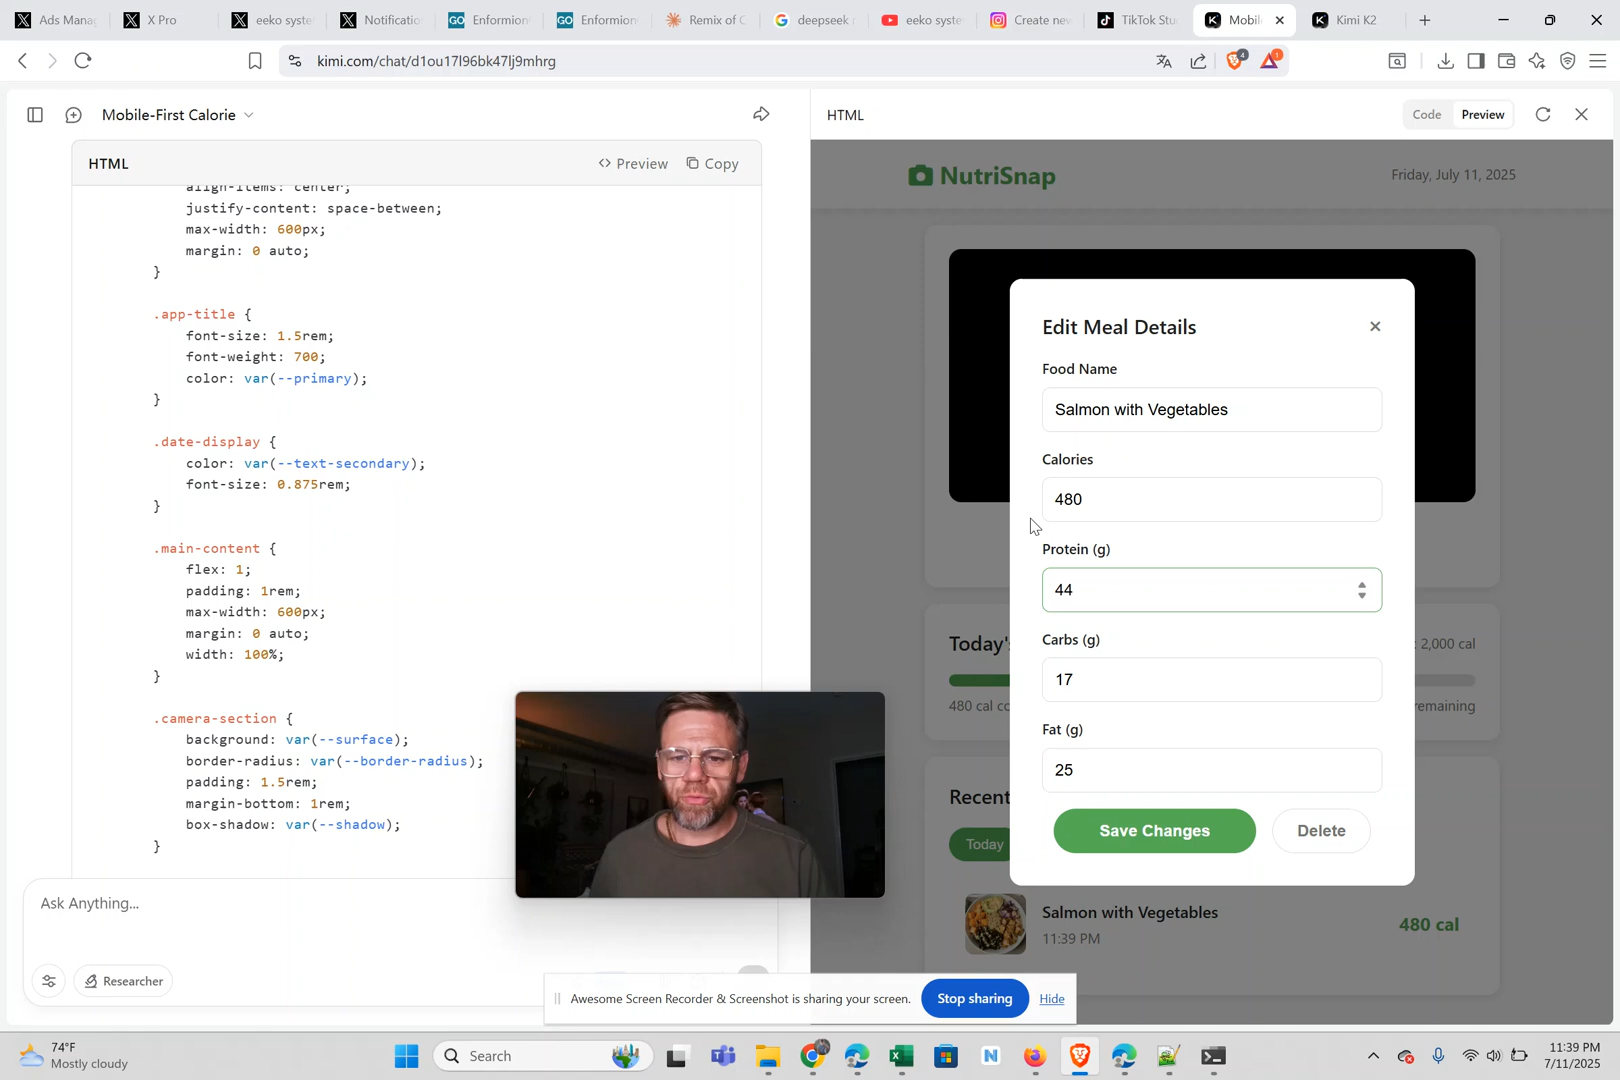 Ads Mana
X Pro
eeko syste
Notificatio
GO Enformion
GO Enformion
Remix of C
deepseek
eeko syste
Create new
TikTok Stu
Mobil
Kimi K2
kimi.com/chat/d1ou17l96bk47lj9mhrg
4
1
Mobile-First Calorie
HTML
Code
Preview
HTML
Preview
Copy
align-items: center;
justify-content: space-between;
max-width: 600px;
margin: 0 auto;
}
.app-title {
font-size: 1.5rem;
font-weight: 700;
color: var(--primary);
}
.date-display {
color: var(--text-secondary);
font-size: 0.875rem;
}
.main-content {
flex: 1;
padding: 1rem;
max-width: 600px;
margin: 0 auto;
width: 100%;
}
.camera-section {
background: var(--surface);
border-radius: var(--border-radius);
padding: 1.5rem;
margin-bottom: 1rem;
box-shadow: var(--shadow);
}
Ask Anything...
Researcher
NutriSnap
Friday, July 11, 2025
Edit Meal Details
Food Name
Salmon with Vegetables
Calories
480
Protein (g)
44
Carbs (g)
17
Fat (g)
25
Save Changes
Delete
Today's
: 2,000 cal
480 cal co
remaining
Recent
Today
Salmon with Vegetables
11:39 PM
480 cal
Awesome Screen Recorder & Screenshot is sharing your screen.
Stop sharing
Hide
74°F
Mostly cloudy
Search
11:39 PM
7/11/2025